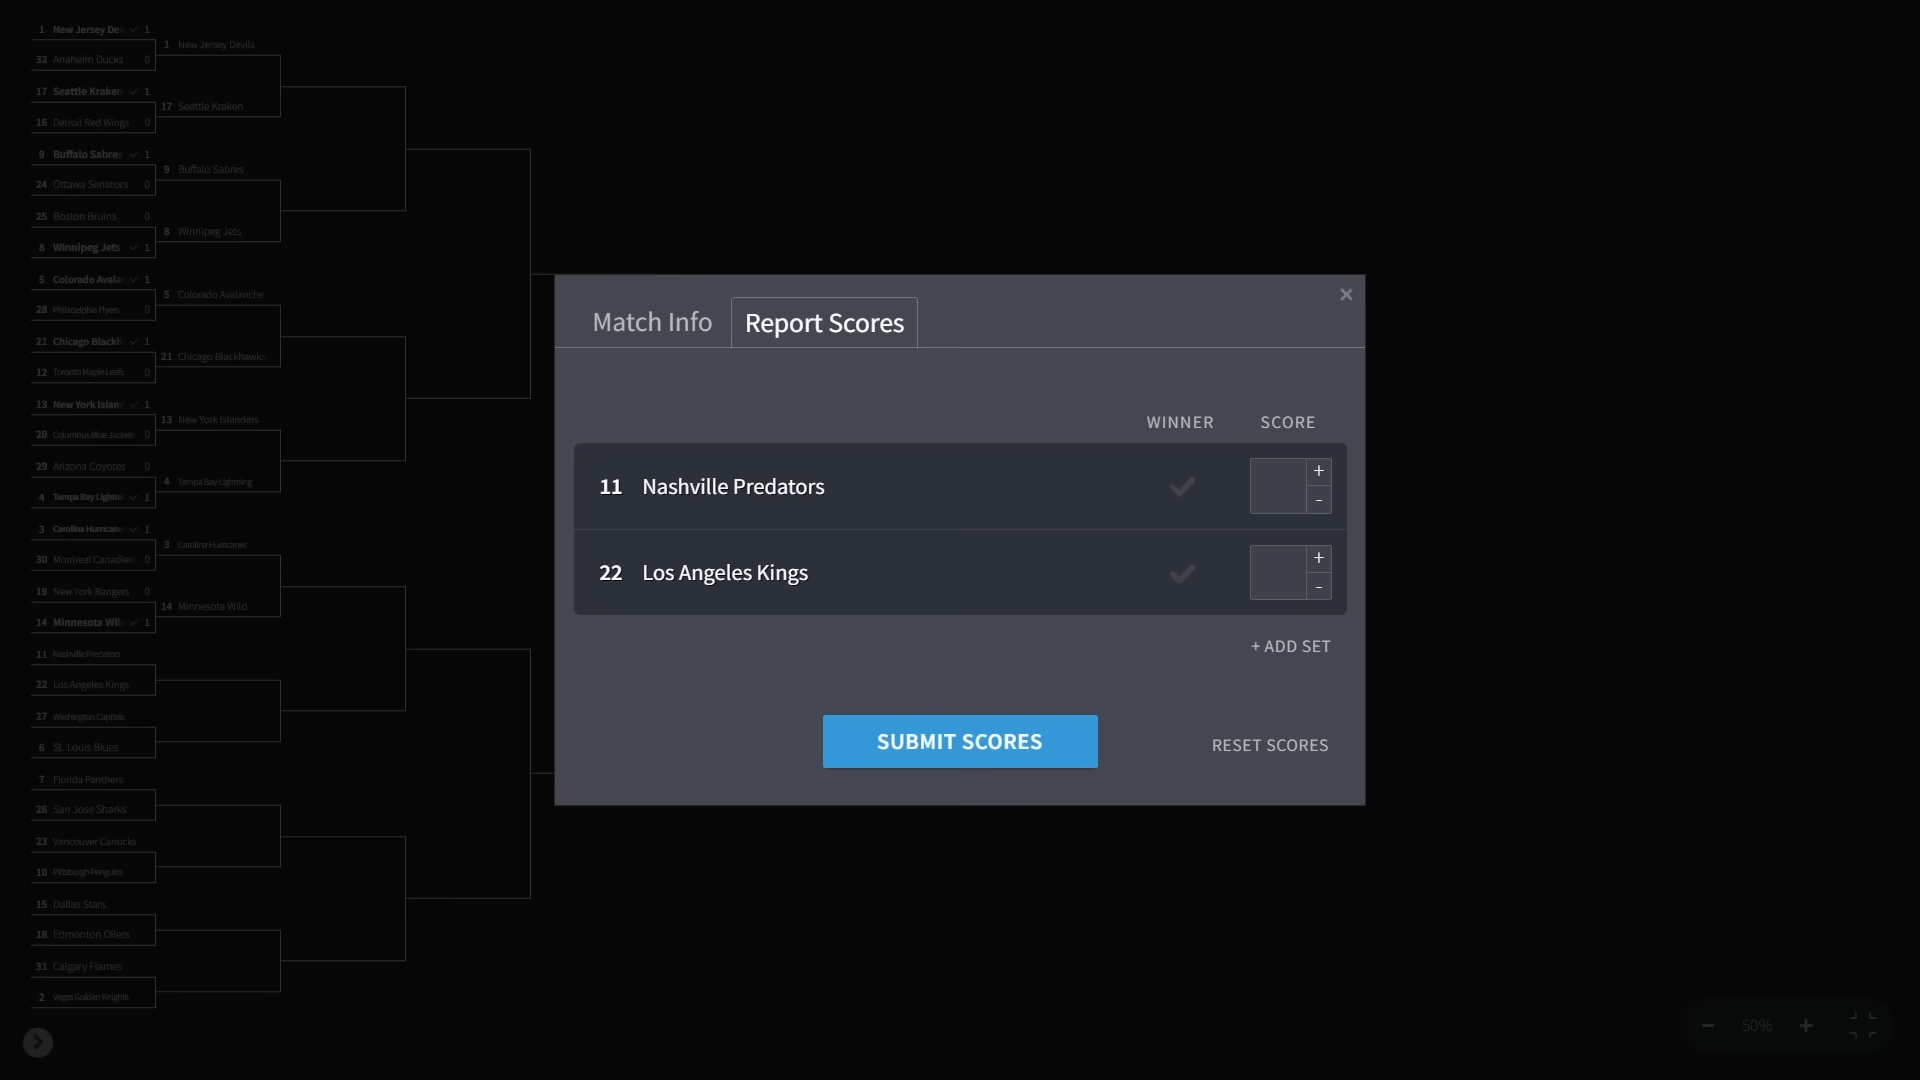 1 New Jersey De 1
32 Anaheim Ducks 0
1 New Jersey Devils
17 Seattle Kraken 1
16 Detroit Red Wings 0
17 Seattle Kraken
9 Buffalo Sabres 1
24 Ottawa Senators 0
9 Buffalo Sabres
25 Boston Bruins 0
8 Winnipeg Jets 1
8 Winnipeg Jets
5 Colorado Avala 1
28 Philadelphia Flyers 0
5 Colorado Avalanche
21 Chicago Blackh 1
12 Toronto Maple Leafs 0
21 Chicago Blackhawks
13 New York Islan 1
20 Columbus Blue Jackets 0
13 New York Islanders
29 Arizona Coyotes 0
4 Tampa Bay Lightni 1
4 Tampa Bay Lightning
3 Carolina Hurricane 1
30 Montreal Canadien 0
3 Carolina Hurricanes
19 New York Rangers 0
14 Minnesota Wil 1
14 Minnesota Wild
11 Nashville Predators
22 Los Angeles Kings
27 Washington Capitals
6 St. Louis Blues
7 Florida Panthers
26 San Jose Sharks
23 Vancouver Canucks
10 Pittsburgh Penguins
15 Dallas Stars
18 Edmonton Oilers
31 Calgary Flames
2 Vegas Golden Knights
×
Match Info Report Scores
WINNER SCORE
11 Nashville Predators + -
22 Los Angeles Kings + -
+ ADD SET
SUBMIT SCORES
RESET SCORES
− 50% +